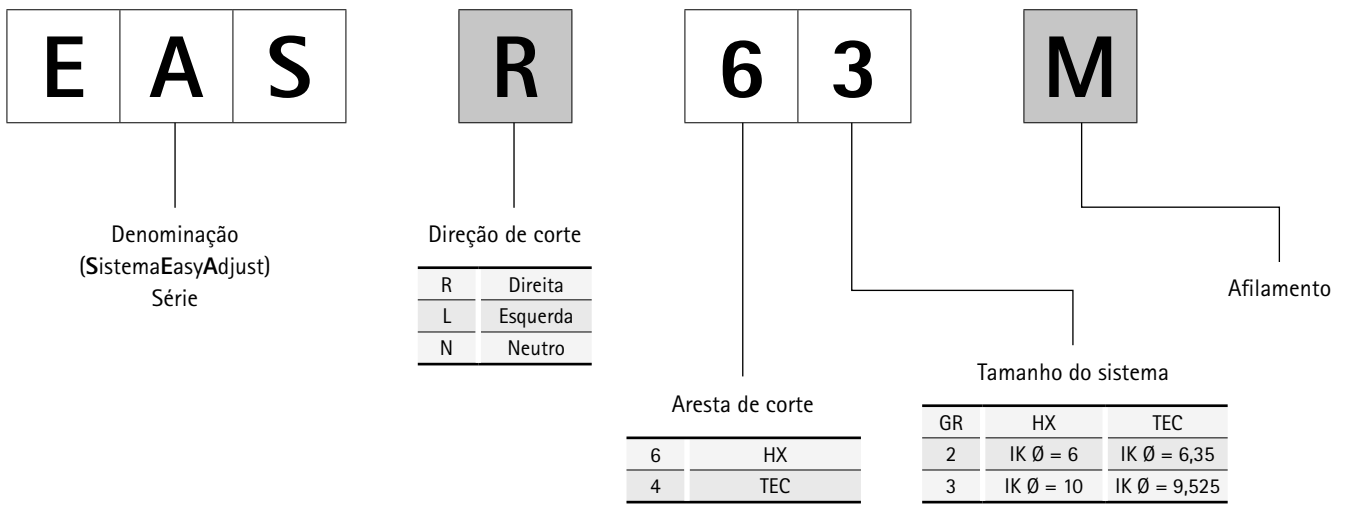 E A S R 6 3 M
Denominação
(SistemaEasyAdjust)
Série
Direção de corte
R Direita
L Esquerda
N Neutro
Afilamento
Aresta de corte
6 HX
4 TEC
Tamanho do sistema
GR HX TEC
2 IK Ø = 6 IK Ø = 6,35
3 IK Ø = 10 IK Ø = 9,525